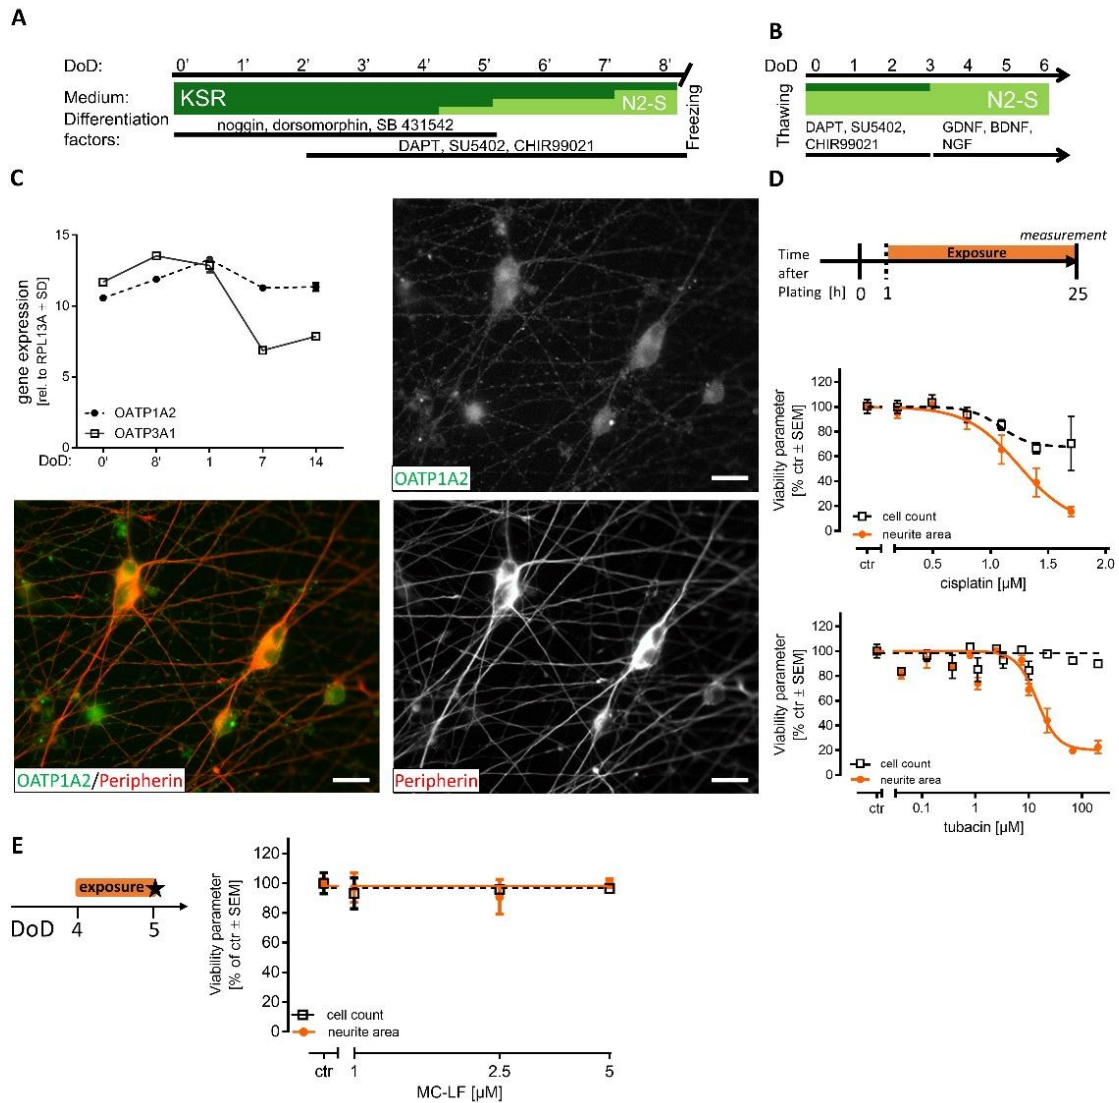 A
DoD: 0' 1' 2' 3' 4' 5' 6' 7' 8'
Medium: KSR N2-S
Differentiation factors:
noggin, dorsomorphin, SB 431542
DAPT, SU5402, CHIR99021
Freezing
B
DoD 0 1 2 3 4 5 6
Thawing
N2-S
DAPT, SU5402,
CHIR99021
GDNF, BDNF,
NGF
C
gene expression
[rel. to RPL13A + SD]
15
10
5
0
OATP1A2
OATP3A1
DoD: 0' 8' 1 7 14
OATP1A2
OATP1A2/Peripherin
Peripherin
D
measurement
Time
after
Plating [h]
Exposure
0 1 25
Viability parameter
[% ctr ± SEM]
120
100
80
60
40
20
0
cell count
neurite area
ctr 0.5 1.0 1.5 2.0
cisplatin [µM]
Viability parameter
[% ctr ± SEM]
120
100
80
60
40
20
0
cell count
neurite area
ctr 0.1 1 10 100
tubacin [µM]
E
exposure
DoD 4 5
Viability parameter
[% of ctr ± SEM]
120
100
80
60
40
20
0
cell count
neurite area
ctr 1 2.5 5
MC-LF [µM]